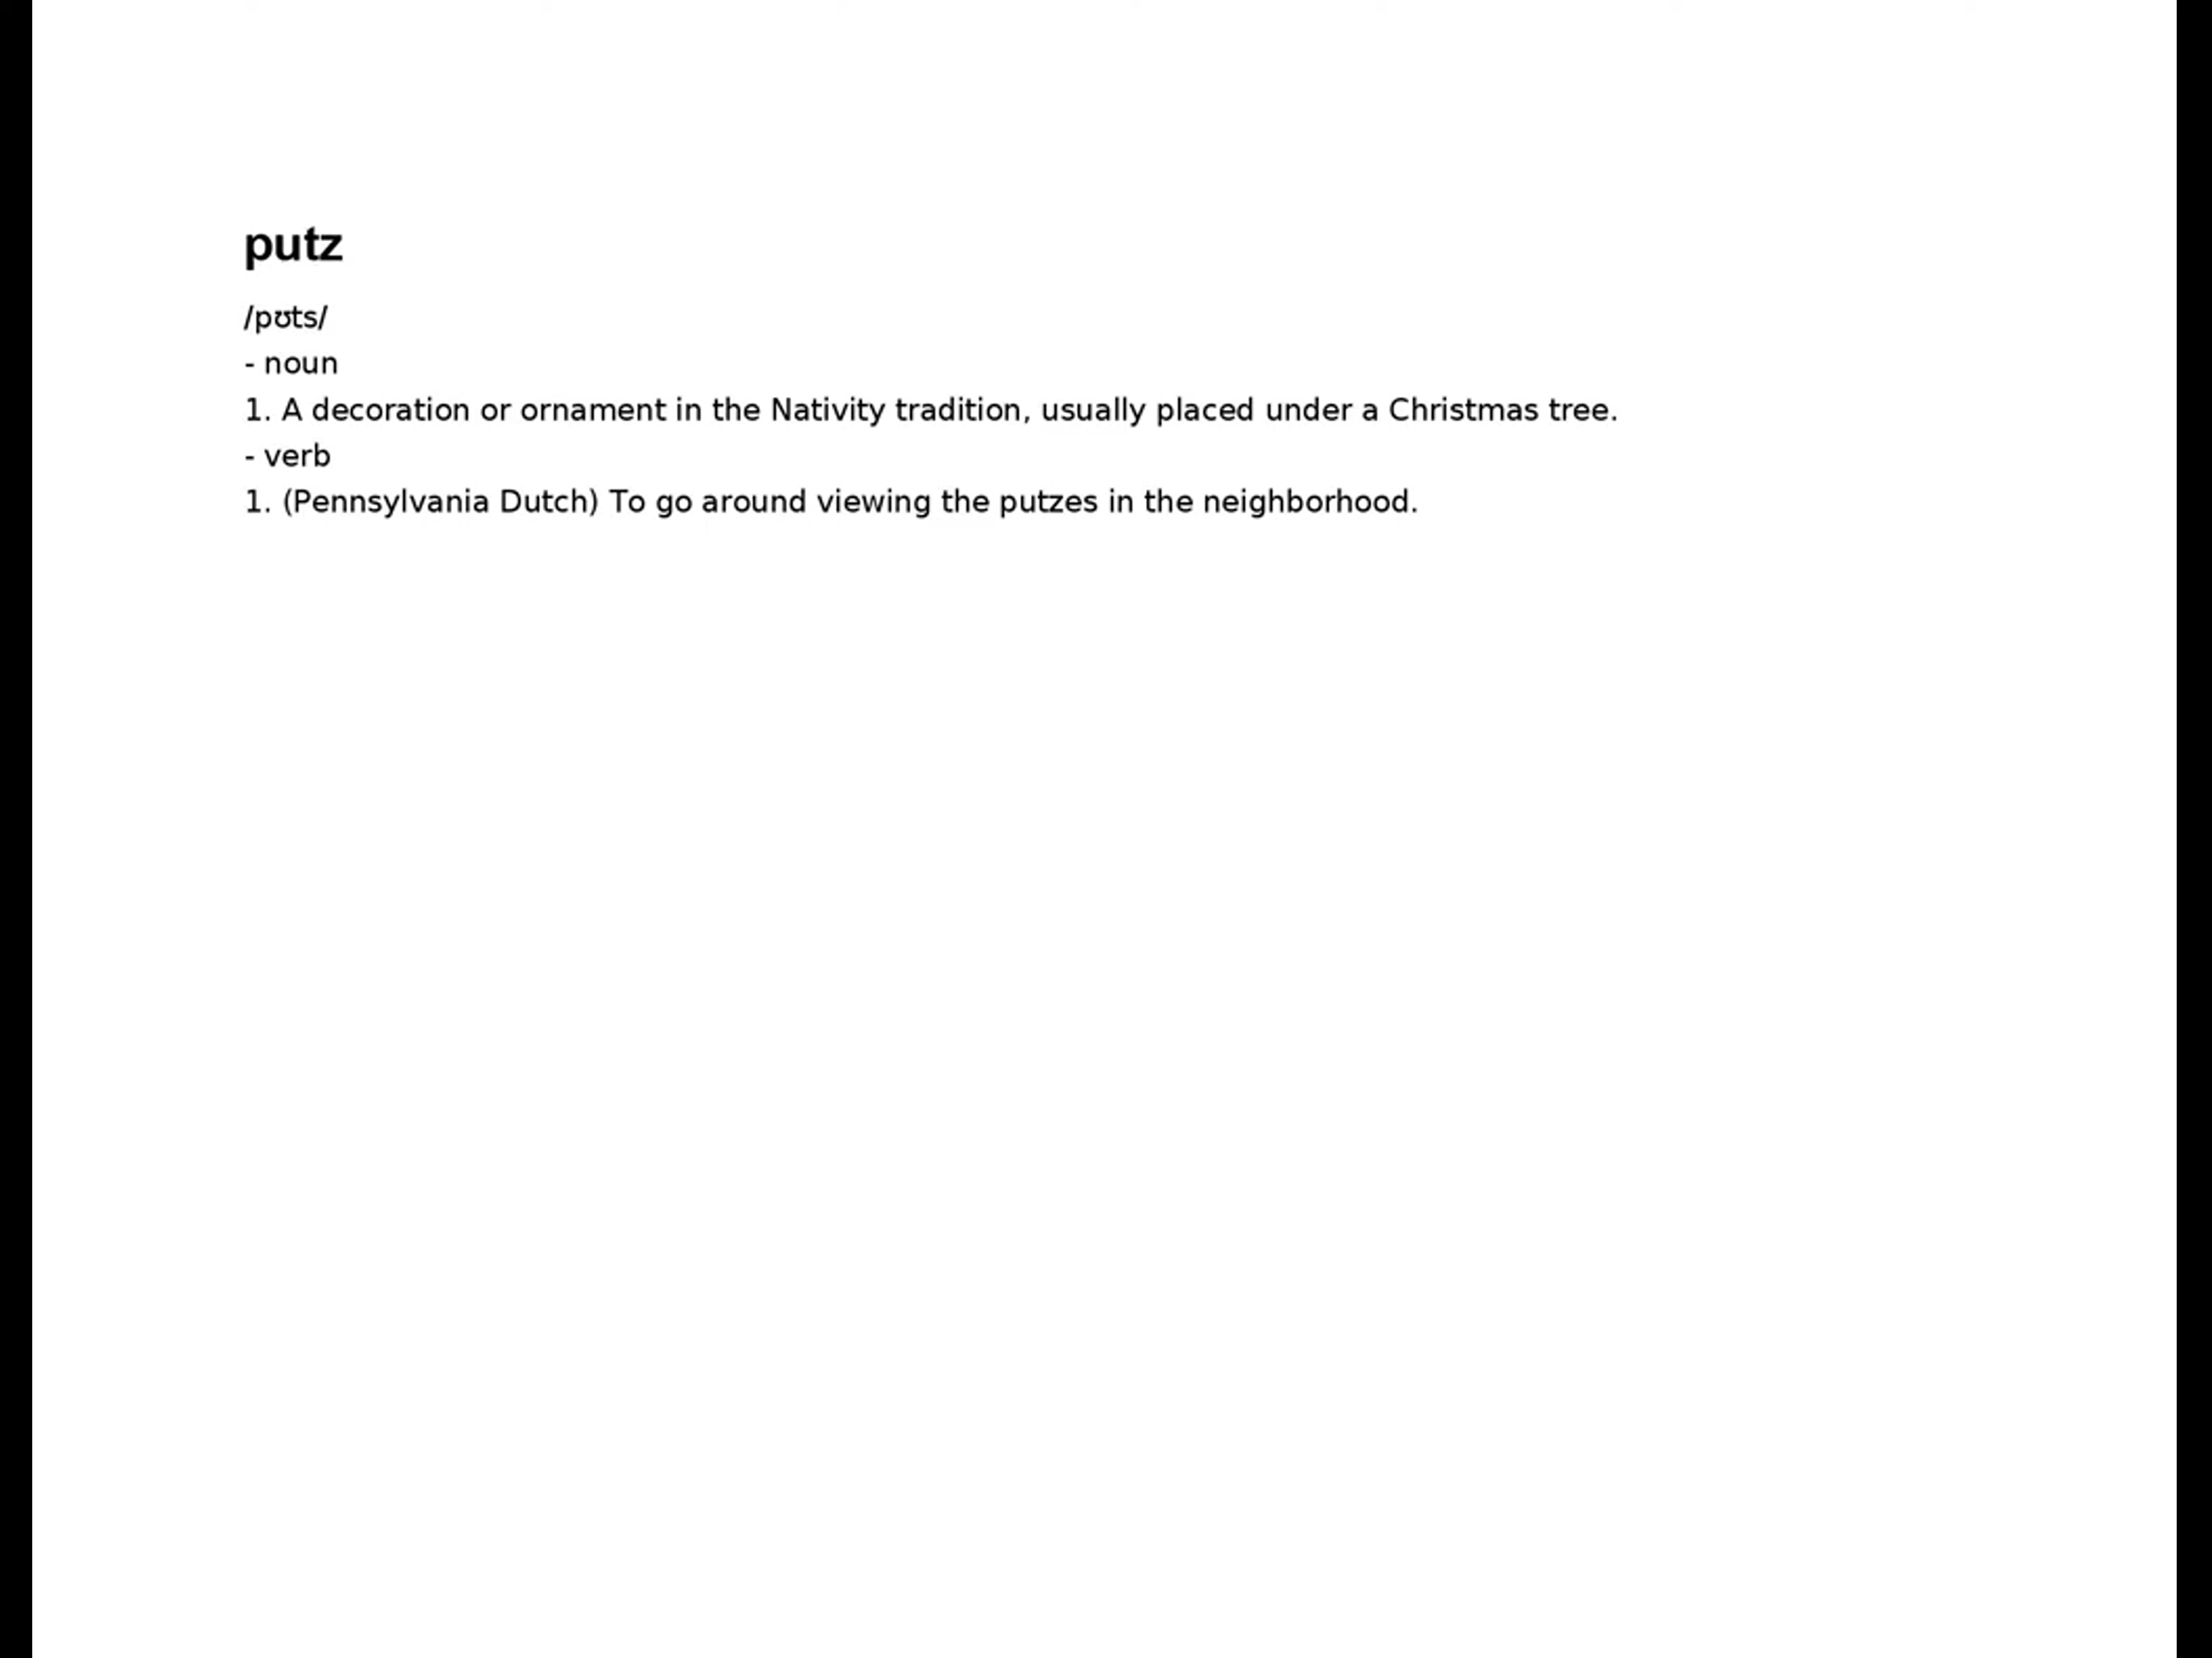 putz
/pʊts/
- noun
1. A decoration or ornament in the Nativity tradition, usually placed under a Christmas tree.
- verb
1. (Pennsylvania Dutch) To go around viewing the putzes in the neighborhood.